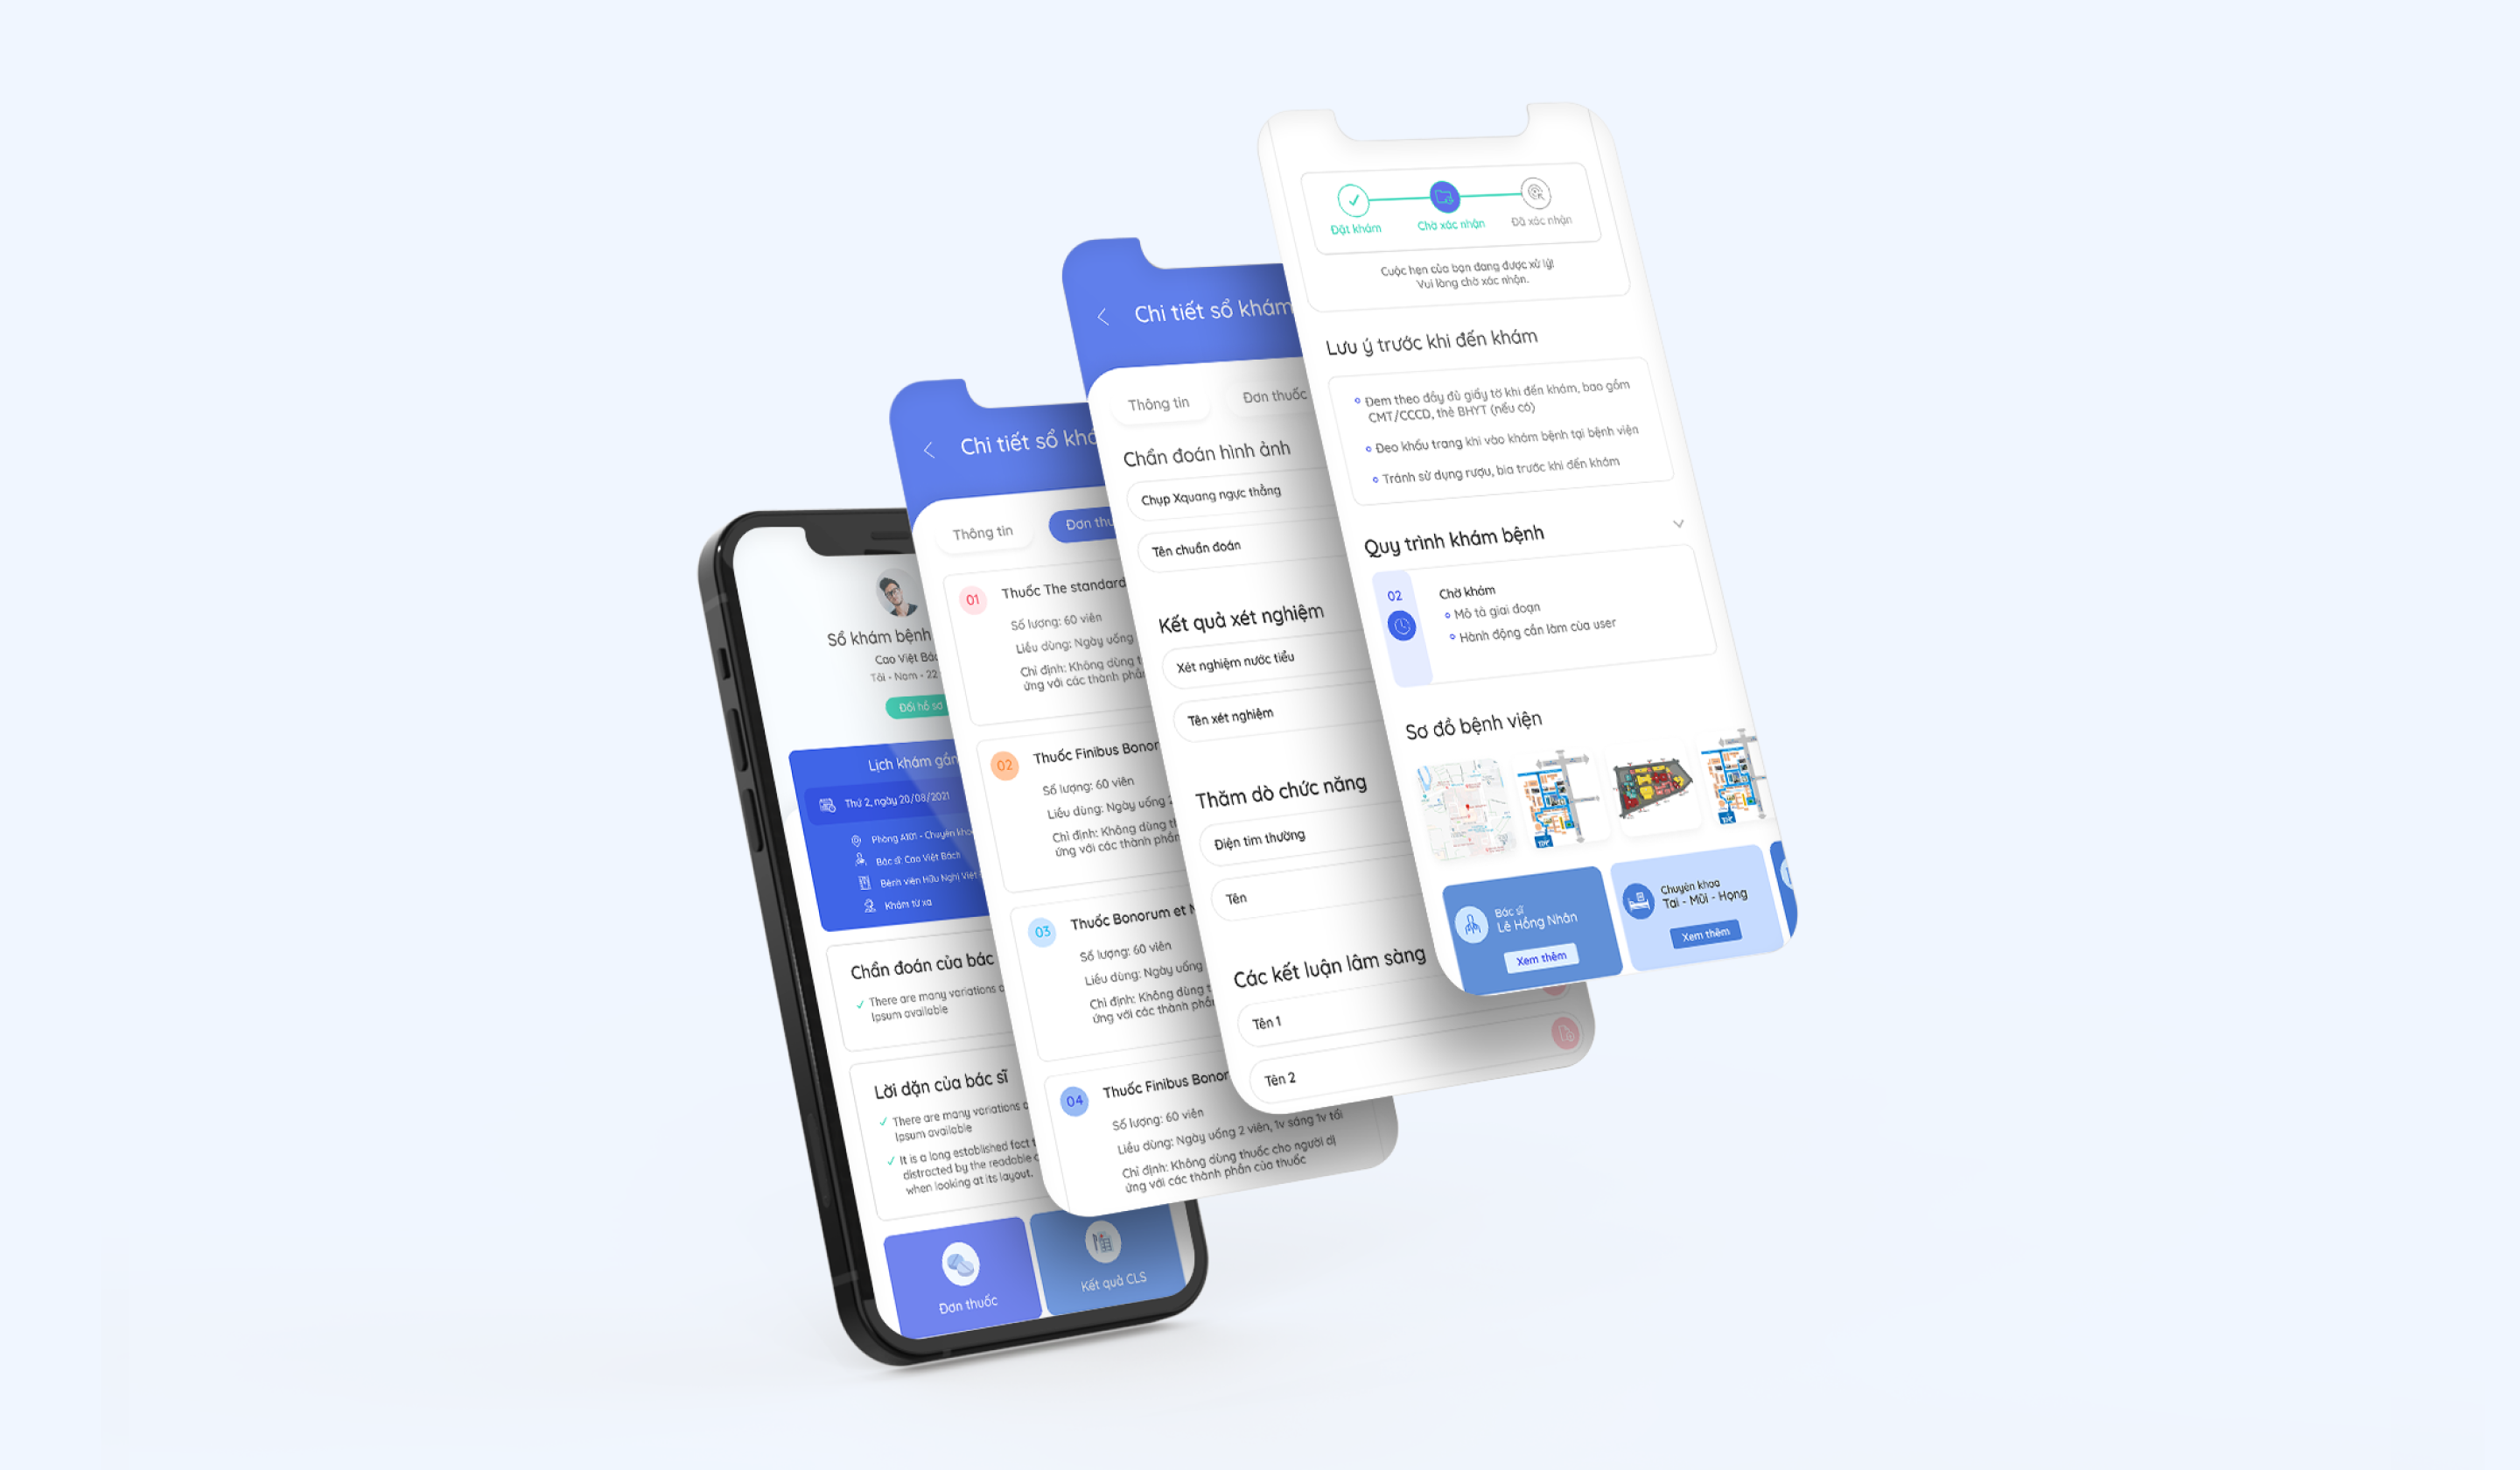 Sổ khám bệnh
Cao Việt Bác
Tôi - Nam - 22
Đổi hồ sơ
Lịch khám gần
Thứ 2, ngày 20/08/2021
Phòng A101 - Chuyên khoa
Bác sĩ: Cao Việt Bách
Bệnh viện Hữu Nghị Việt
Khám từ xa
Chẩn đoán của bác
There are many variations
Ipsum available
Lời dặn của bác sĩ
There are many variations
Ipsum available
It is a long established fact
distracted by the readable
when looking at its layout.
Đơn thuốc
Kết quả CLS
Chi tiết sổ khá
Thông tin
Đơn thu
01
Thuốc The standard
Số lượng: 60 viên
Liều dùng: Ngày uống
Chỉ định: Không dùng
ứng với các thành phầ
02
Thuốc Finibus Bonor
Số lượng: 60 viên
Liều dùng: Ngày uống 2
Chỉ định: Không dùng th
ứng với các thành phần
03
Thuốc Bonorum et
Số lượng: 60 viên
Liều dùng: Ngày uống
Chỉ định: Không dùng t
ứng với các thành phầ
04
Thuốc Finibus Bonor
Số lượng: 60 viên
Liều dùng: Ngày uống 2 viên, 1v sáng 1v tối
Chỉ định: Không dùng thuốc cho người dị
ứng với các thành phần của thuốc
Chi tiết sổ khám
Thông tin
Đơn thuốc
Chẩn đoán hình ảnh
Chụp Xquang ngực thẳng
Tên chuẩn đoán
Kết quả xét nghiệm
Xét nghiệm nước tiểu
Tên xét nghiệm
Thăm dò chức năng
Điện tim thường
Tên
Các kết luận lâm sàng
Tên 1
Tên 2
Đặt khám
Chờ xác nhận
Đã xác nhận
Cuộc hẹn của bạn đang được xử lý!
Vui lòng chờ xác nhận.
Lưu ý trước khi đến khám
Đem theo đầy đủ giấy tờ khi đến khám, bao gồm
CMT/CCCD, thẻ BHYT (nếu có)
Đeo khẩu trang khi vào khám bệnh tại bệnh viện
Tránh sử dụng rượu, bia trước khi đến khám
Quy trình khám bệnh
02
Chờ khám
Mô tả giai đoạn
Hành động cần làm của user
Sơ đồ bệnh viện
Bác sĩ
Lê Hồng Nhân
Xem thêm
Chuyên khoa
Tai - Mũi - Họng
Xem thêm